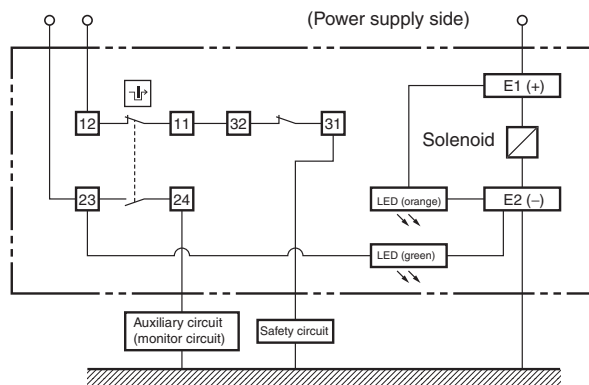 (Power supply side)
E1 (+)
12
11
32
31
Solenoid
23
24
LED (orange)
E2 (−)
LED (green)
Auxiliary circuit
(monitor circuit)
Safety circuit